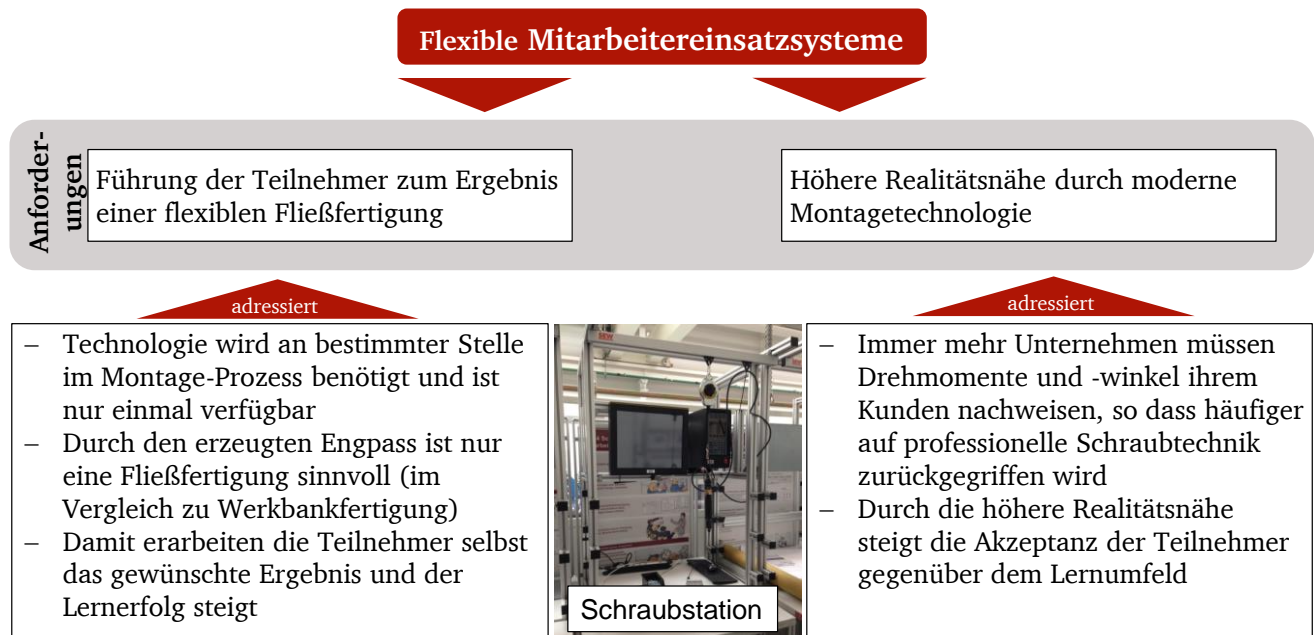 Flexible Mitarbeitereinsatzsysteme
Anforder-
ungen
Führung der Teilnehmer zum Ergebnis
einer flexiblen Fließfertigung
Höhere Realitätsnähe durch moderne
Montagetechnologie
adressiert
adressiert
– Technologie wird an bestimmter Stelle
im Montage-Prozess benötigt und ist
nur einmal verfügbar
– Durch den erzeugten Engpass ist nur
eine Fließfertigung sinnvoll (im
Vergleich zu Werkbankfertigung)
– Damit erarbeiten die Teilnehmer selbst
das gewünschte Ergebnis und der
Lernerfolg steigt
Schraubstation
– Immer mehr Unternehmen müssen
Drehmomente und -winkel ihrem
Kunden nachweisen, so dass häufiger
auf professionelle Schraubtechnik
zurückgegriffen wird
– Durch die höhere Realitätsnähe
steigt die Akzeptanz der Teilnehmer
gegenüber dem Lernumfeld